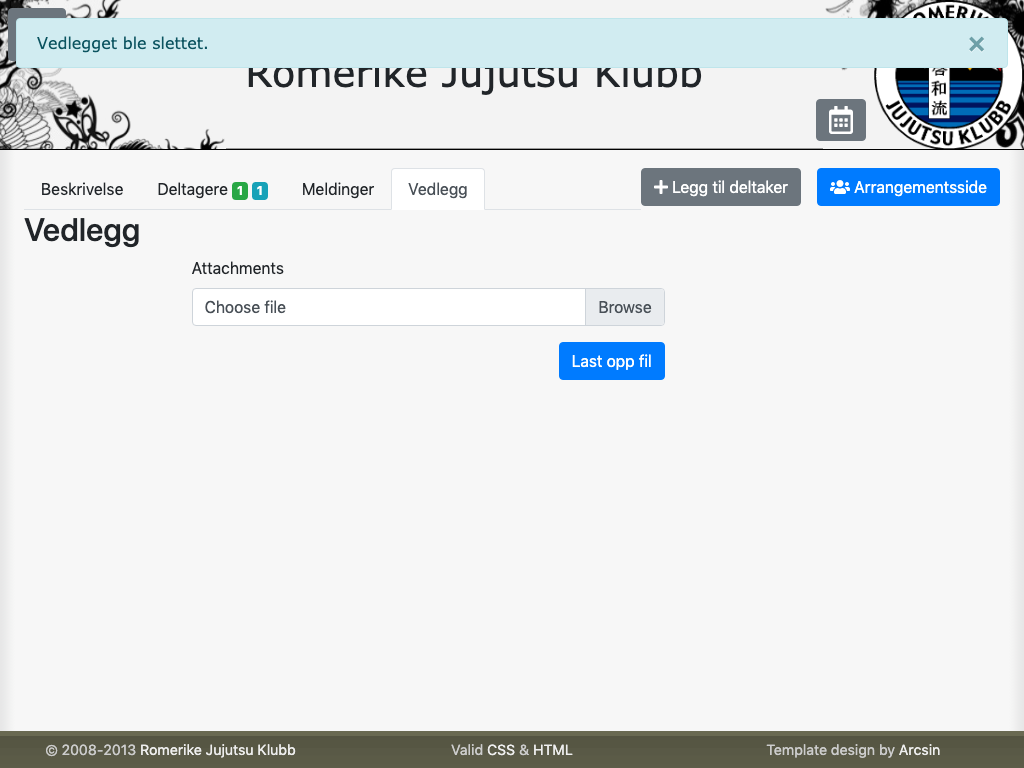 Vedlegget ble slettet.
×
Romerike Jujutsu Klubb
ROMERIKE
和
流
JUJUTSU KLUBB
Beskrivelse
Deltagere 1 1
Meldinger
Vedlegg
Legg til deltaker
Arrangementsside
Vedlegg
Attachments
Choose file
Browse
Last opp fil
© 2008-2013 Romerike Jujutsu Klubb
Valid CSS & HTML
Template design by Arcsin